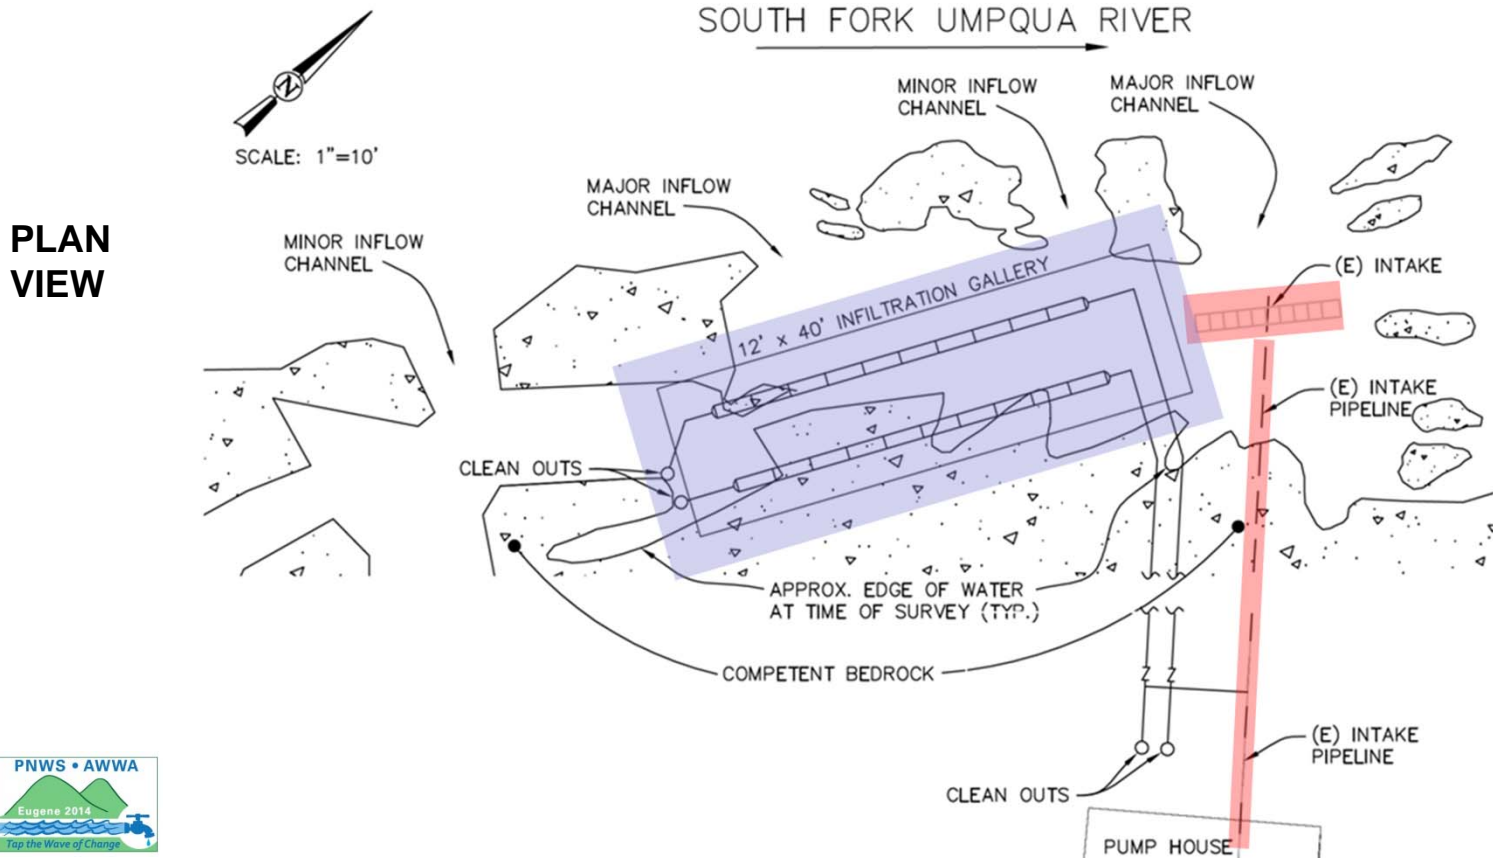 SOUTH FORK UMPQUA RIVER
N
SCALE: 1"=10'
PLAN
VIEW
MINOR INFLOW
CHANNEL
MAJOR INFLOW
CHANNEL
MINOR INFLOW
CHANNEL
MAJOR INFLOW
CHANNEL
(E) INTAKE
12' x 40' INFILTRATION GALLERY
(E) INTAKE
PIPELINE
CLEAN OUTS
APPROX. EDGE OF WATER
AT TIME OF SURVEY (TYP.)
COMPETENT BEDROCK
Z Z
(E) INTAKE
PIPELINE
CLEAN OUTS
PUMP HOUSE
PNWS • AWWA
Eugene 2014
Tap the Wave of Change